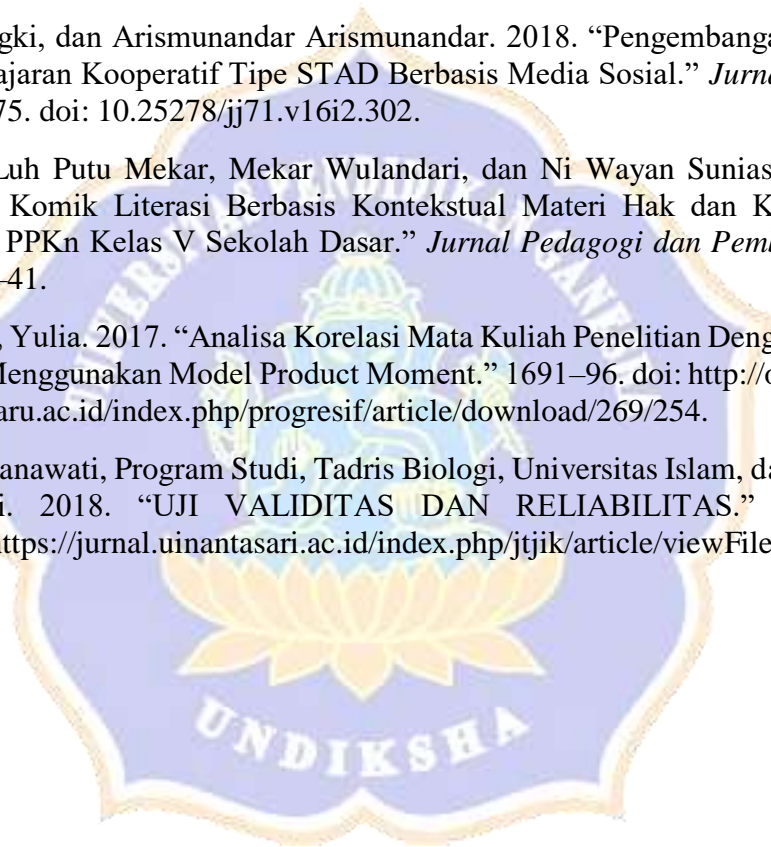 gki, dan Arismunandar Arismunandar. 2018. “Pengembanga
ajaran Kooperatif Tipe STAD Berbasis Media Sosial.” Jurna
75. doi: 10.25278/jj71.v16i2.302.
Luh Putu Mekar, Mekar Wulandari, dan Ni Wayan Sunias
Komik Literasi Berbasis Kontekstual Materi Hak dan K
PPKn Kelas V Sekolah Dasar.” Jurnal Pedagogi dan Pem
–41.
, Yulia. 2017. “Analisa Korelasi Mata Kuliah Penelitian Deng
Menggunakan Model Product Moment.” 1691–96. doi: http://o
aru.ac.id/index.php/progresif/article/download/269/254.
anawati, Program Studi, Tadris Biologi, Universitas Islam, da
i. 2018. “UJI VALIDITAS DAN RELIABILITAS.”
ttps://jurnal.uinantasari.ac.id/index.php/jtjik/article/viewFile
UNIVERSITAS PENDIDIKAN GANESHA
UNDIKSHA